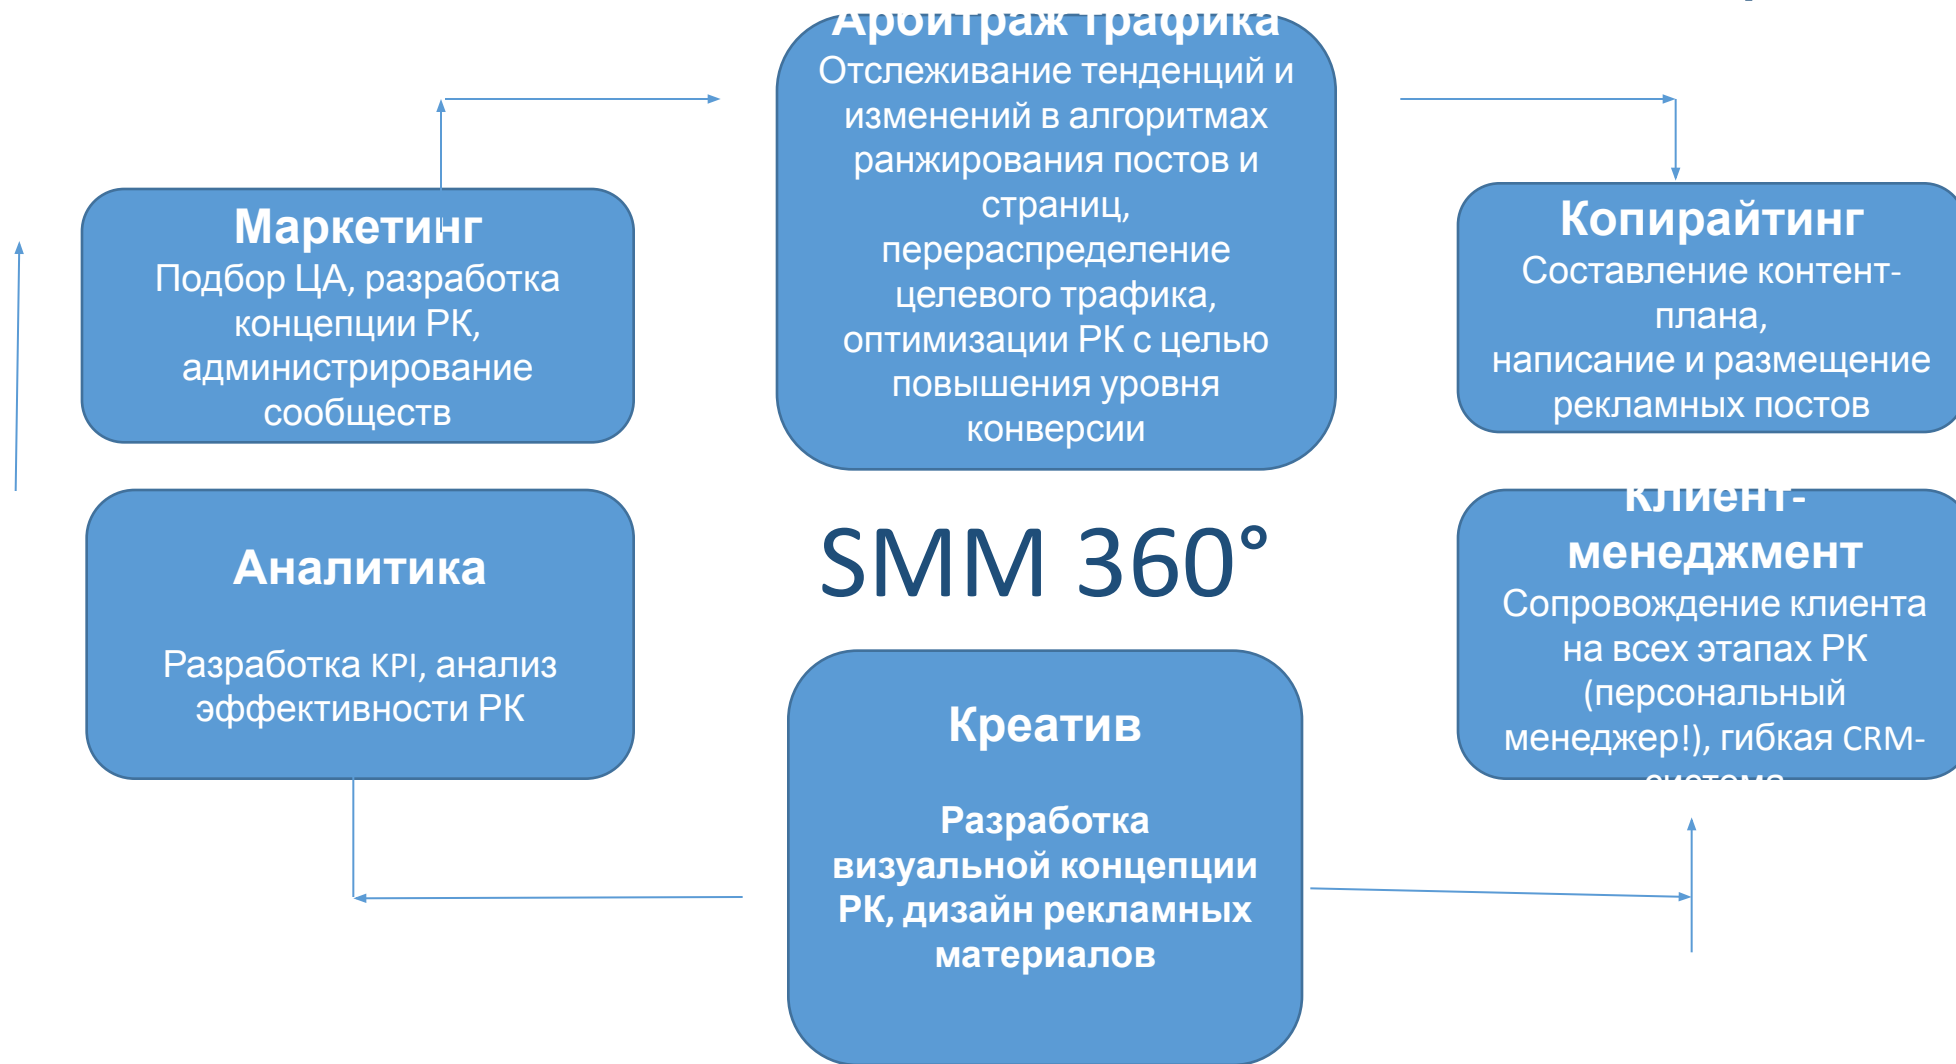 Арбитраж трафика
Отслеживание тенденций и
изменений в алгоритмах
ранжирования постов и
страниц,
перераспределение
целевого трафика,
оптимизации РК с целью
повышения уровня
конверсии
Маркетинг
Подбор ЦА, разработка
концепции РК,
администрирование
сообществ
Копирайтинг
Составление контент-
плана,
написание и размещение
рекламных постов
Аналитика
Разработка KPI, анализ
эффективности РК
SMM 360°
Клиент-
менеджмент
Сопровождение клиента
на всех этапах РК
(персональный
менеджер!), гибкая CRM-
система
Креатив
Разработка
визуальной концепции
РК, дизайн рекламных
материалов